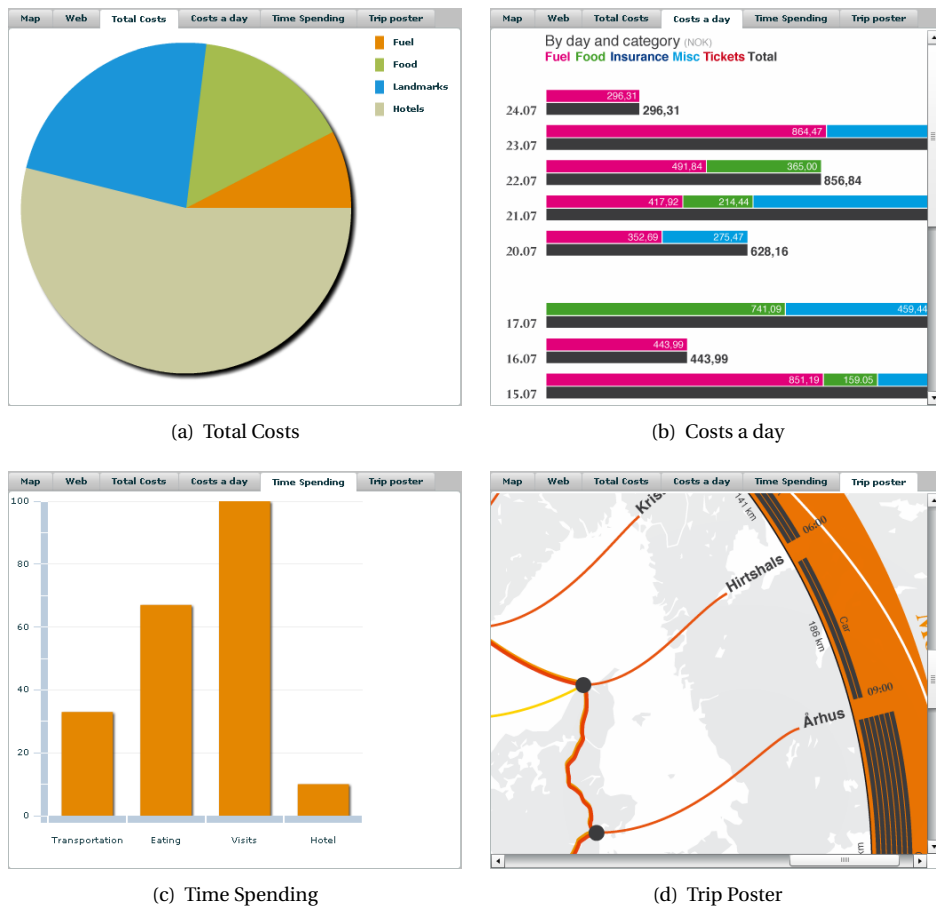 Map Web Total Costs Costs a day Time Spending Trip poster
Fuel
Food
Landmarks
Hotels
(a) Total Costs
Map Web Total Costs Costs a day Time Spending Trip poster
By day and category (NOK)
Fuel Food Insurance Misc Tickets Total
296,31
24.07 296,31
864,47
23.07
491,84 365,00
22.07 856,84
417,92 214,44
21.07
352,69 275,47
20.07 628,16
741,09 459,44
17.07
443,99
16.07 443,99
851,19 159.05
15.07
(b) Costs a day
Map Web Total Costs Costs a day Time Spending Trip poster
100
80
60
40
20
0
Transportation Eating Visits Hotel
(c) Time Spending
Map Web Total Costs Costs a day Time Spending Trip poster
141 km
06:00
Hirtshals
Car
186 km
09:00
Århus
km
(d) Trip Poster